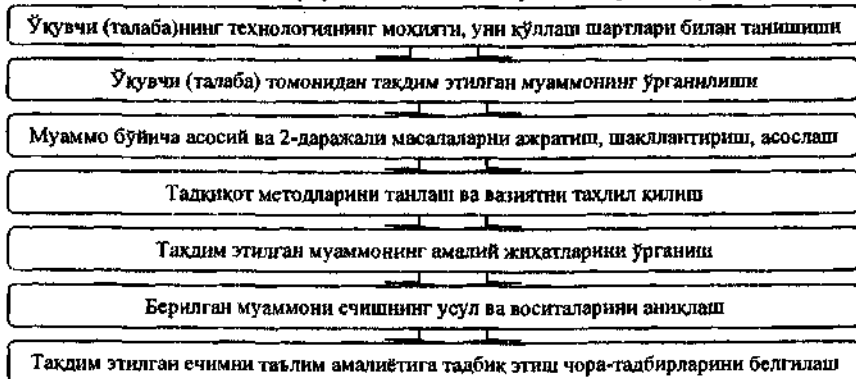 Ўқувчи (талаба)нинг технологиянинг моҳияти, уни қўллаш шартлари билан танишиши
Ўқувчи (талаба) томонидан тақдим этилган муаммонинг ўрганилиши
Муаммо бўйича асосий ва 2-даражали масалаларни ажратиш, шакллантириш, асослаш
Тадқиқот методларини танлаш ва вазиятни таҳлил қилиш
Тақдим этилган муаммонинг амалий жиҳатларини ўрганиш
Берилган муаммони ечишнинг усул ва воситаларини аниқлаш
Тақдим этилган ечимни таълим амалиётига тадбиқ этиш чора-тадбирларини белгилаш